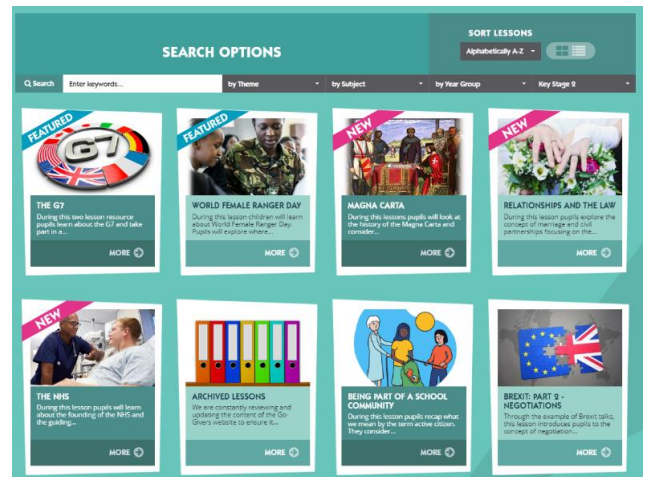 SORT LESSONS
SEARCH OPTIONS
Alphabetically A-Z
Search
Enter keywords...
by Theme
by Subject
by Year Group
Key Stage 2
FEATURED
G7
THE G7
During this two lesson resource
pupils learn about the G7 and take
part in a...
MORE
FEATURED
WORLD FEMALE RANGER DAY
During this lesson children will learn
about World Female Ranger Day.
Pupils will explore where...
MORE
NEW
MAGNA CARTA
During this lessons pupils will look at
the history of the Magna Carta and
consider...
MORE
NEW
RELATIONSHIPS AND THE LAW
During this lesson pupils explore the
concept of marriage and civil
partnerships focusing on the...
MORE
NEW
THE NHS
During this lesson pupils will learn
about the founding of the NHS and
the guiding...
MORE
ARCHIVED LESSONS
We are constantly reviewing and
updating the content of the Go-
Givers website to ensure it...
MORE
BEING PART OF A SCHOOL
COMMUNITY
During this lesson pupils recap what
we mean by the term active citizen.
They consider...
MORE
BREXIT: PART 2 -
NEGOTIATIONS
Through the example of Brexit talks,
this lesson introduces pupils to the
concept of negotiation...
MORE